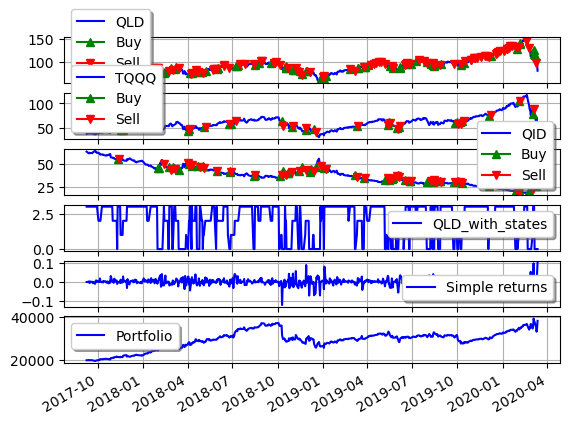 QLD
Buy
Sell
150
100
TQQQ
Buy
Sell
100
50
QID
Buy
Sell
50
25
QLD_with_states
2.5
0.0
Simple returns
0.1
0.0
−0.1
Portfolio
40000
20000
2017-10
2018-01
2018-04
2018-07
2018-10
2019-01
2019-04
2019-07
2019-10
2020-01
2020-04